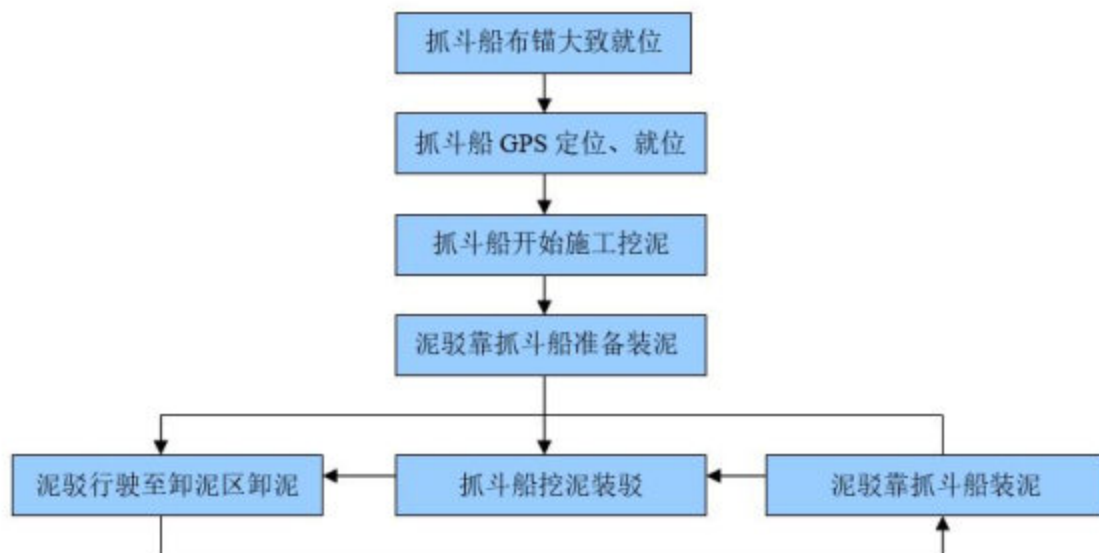 抓斗船布锚大致就位
抓斗船 GPS 定位、就位
抓斗船开始施工挖泥
泥驳靠抓斗船准备装泥
泥驳行驶至卸泥区卸泥
抓斗船挖泥装驳
泥驳靠抓斗船装泥